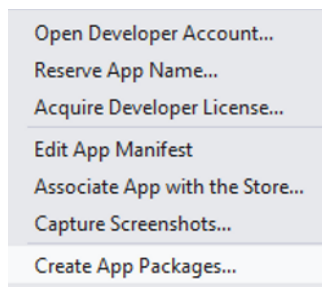 Open Developer Account...
Reserve App Name...
Acquire Developer License...
Edit App Manifest
Associate App with the Store...
Capture Screenshots...
Create App Packages...